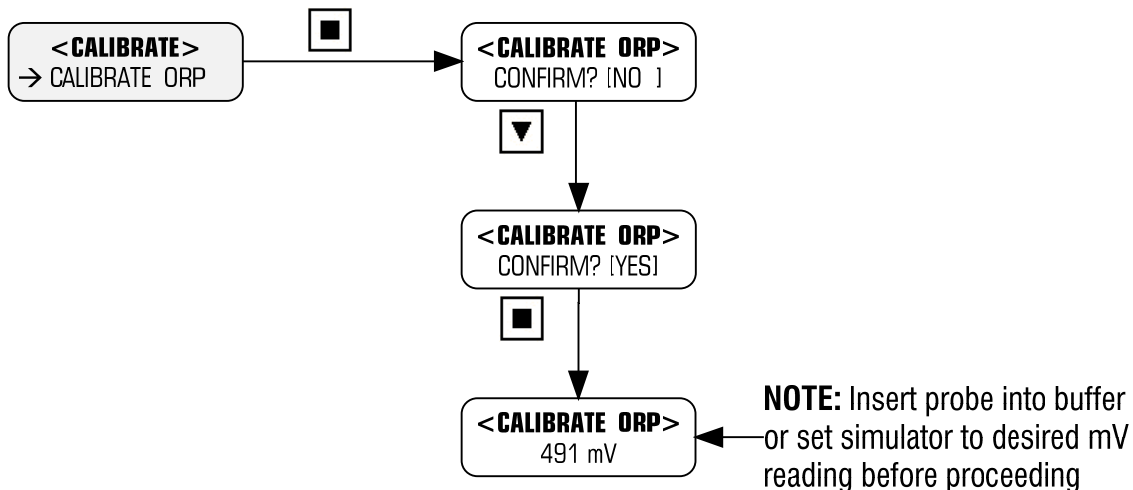 <CALIBRATE>
→ CALIBRATE ORP
<CALIBRATE ORP>
CONFIRM? [NO ]
<CALIBRATE ORP>
CONFIRM? [YES]
<CALIBRATE ORP>
491 mV
NOTE: Insert probe into buffer
or set simulator to desired mV
reading before proceeding